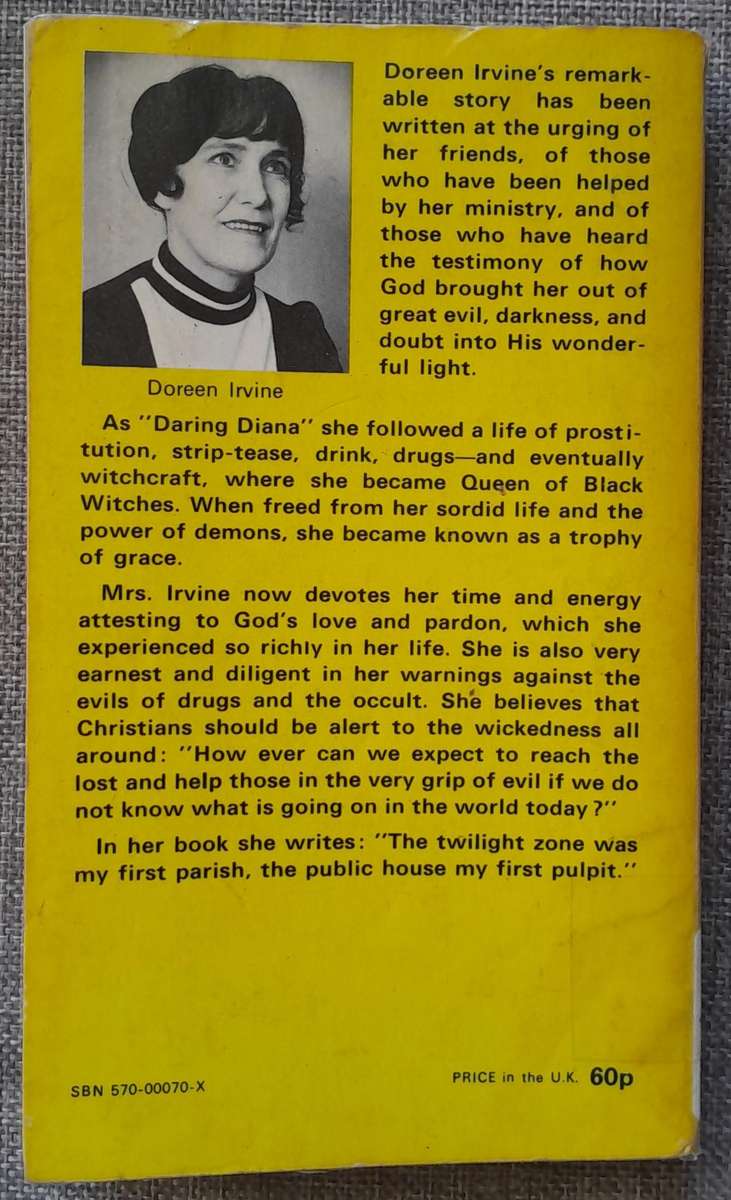 Doreen Irvine's remark-
able story has been
written at the urging of
her friends, of those
who have been helped
by her ministry, and of
those who have heard
the testimony of how
God brought her out of
great evil, darkness, and
doubt into His wonder-
ful light.
Doreen Irvine
As "Daring Diana" she followed a life of prosti-
tution, strip-tease, drink, drugs—and eventually
witchcraft, where she became Queen of Black
Witches. When freed from her sordid life and the
power of demons, she became known as a trophy
of grace.
Mrs. Irvine now devotes her time and energy
attesting to God's love and pardon, which she
experienced so richly in her life. She is also very
earnest and diligent in her warnings against the
evils of drugs and the occult. She believes that
Christians should be alert to the wickedness all
around: "How ever can we expect to reach the
lost and help those in the very grip of evil if we do
not know what is going on in the world today?"
In her book she writes: "The twilight zone was
my first parish, the public house my first pulpit."
SBN 570-00070-X
PRICE in the U.K. 60p